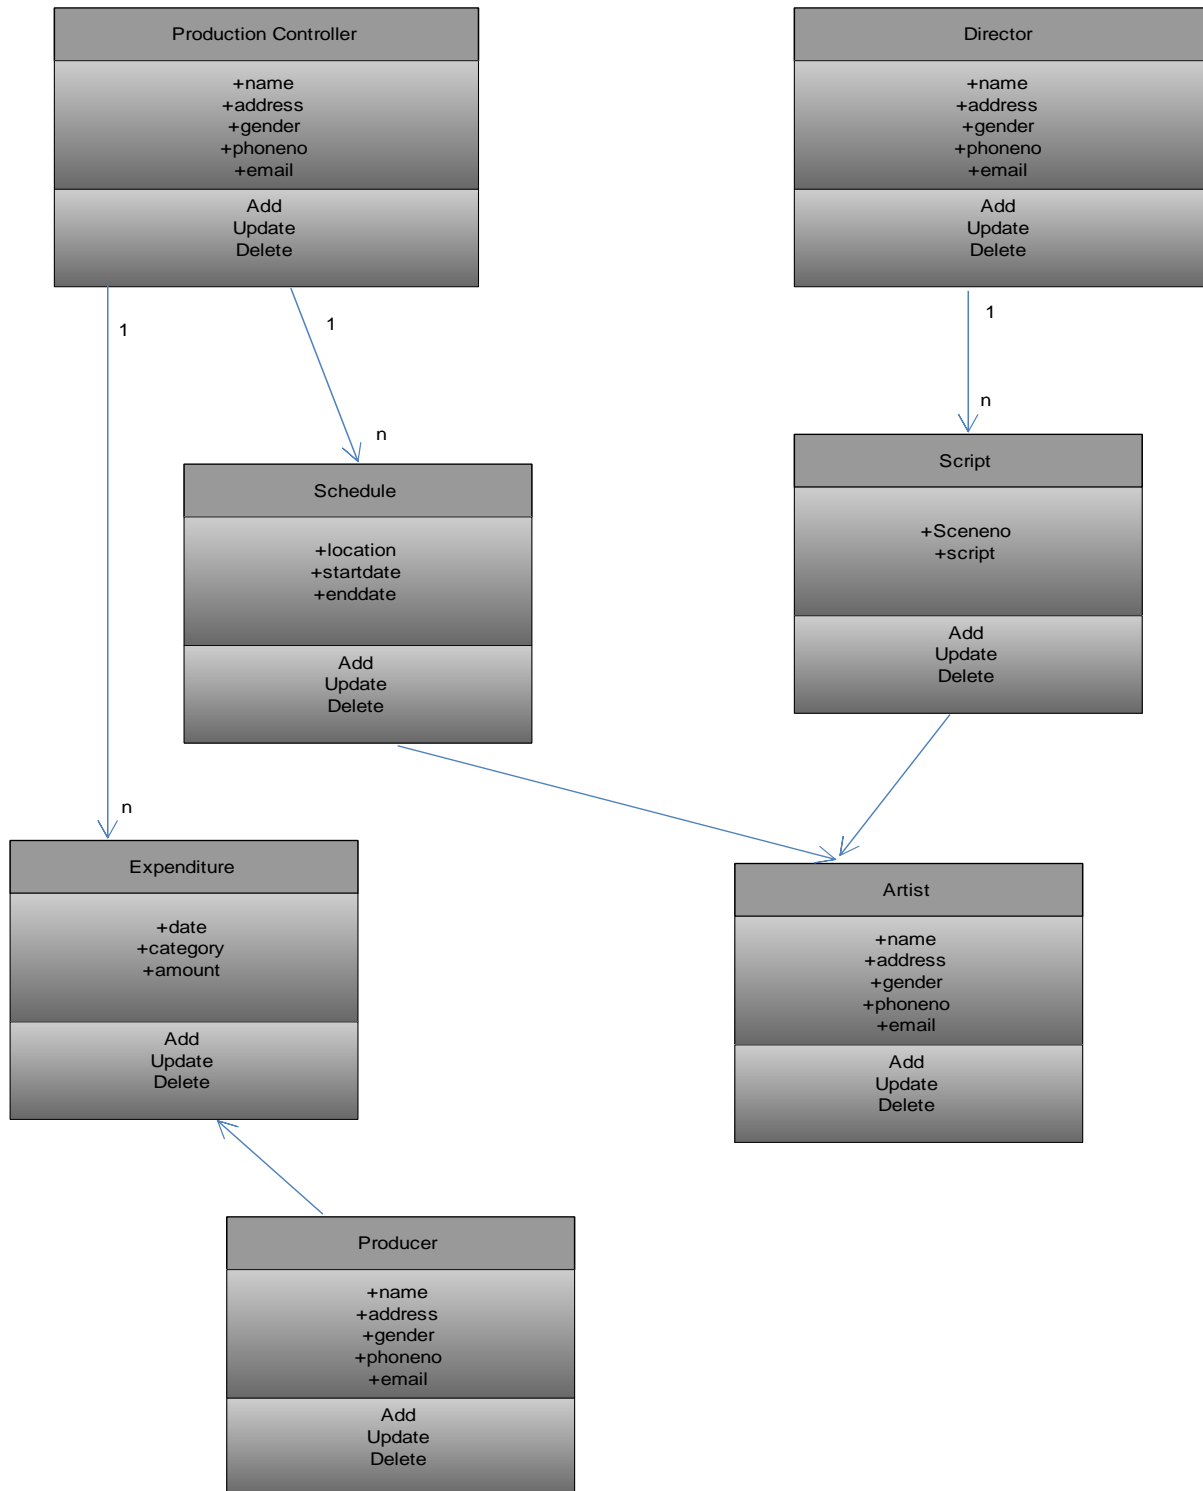 Production Controller
+name
+address
+gender
+phoneno
+email
Add
Update
Delete
Director
+name
+address
+gender
+phoneno
+email
Add
Update
Delete
1
1
1
n
n
Schedule
+location
+startdate
+enddate
Add
Update
Delete
Script
+Sceneno
+script
Add
Update
Delete
n
Expenditure
+date
+category
+amount
Add
Update
Delete
Artist
+name
+address
+gender
+phoneno
+email
Add
Update
Delete
Producer
+name
+address
+gender
+phoneno
+email
Add
Update
Delete